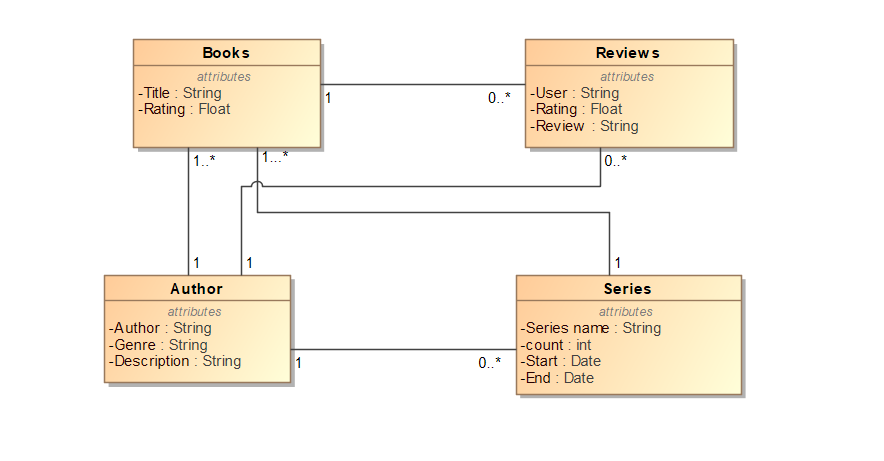 Books
attributes
-Title : String
-Rating : Float
Reviews
attributes
-User : String
-Rating : Float
-Review : String
1
0..*
1..*
1...*
0..*
1
1
1
Author
attributes
-Author : String
-Genre : String
-Description : String
Series
attributes
-Series name : String
-count : int
-Start : Date
-End : Date
1
0..*